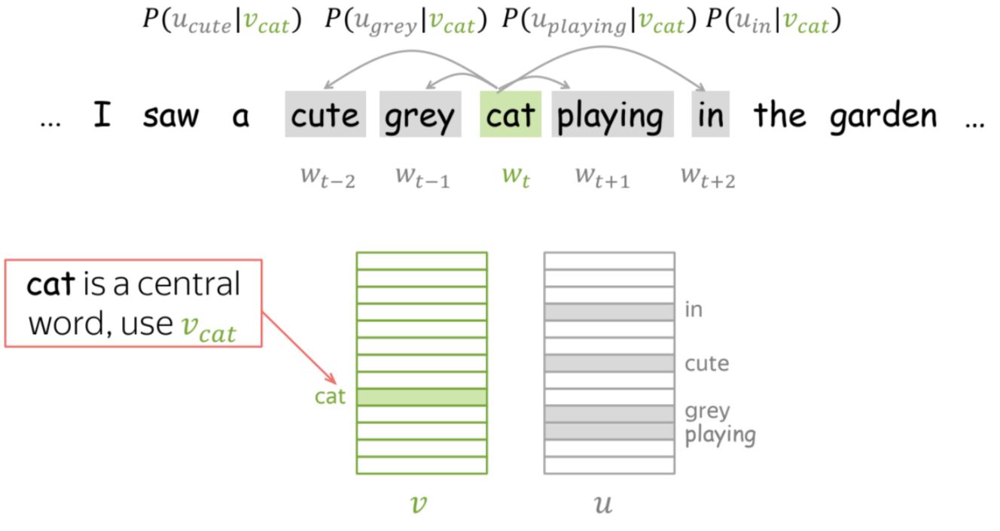 P(u_cute|v_cat) P(u_grey|v_cat) P(u_playing|v_cat) P(u_in|v_cat)
... I saw a cute grey cat playing in the garden ...
w_t−2 w_t−1 w_t w_t+1 w_t+2
cat is a central
word, use v_cat
cat
in
cute
grey
playing
v
u